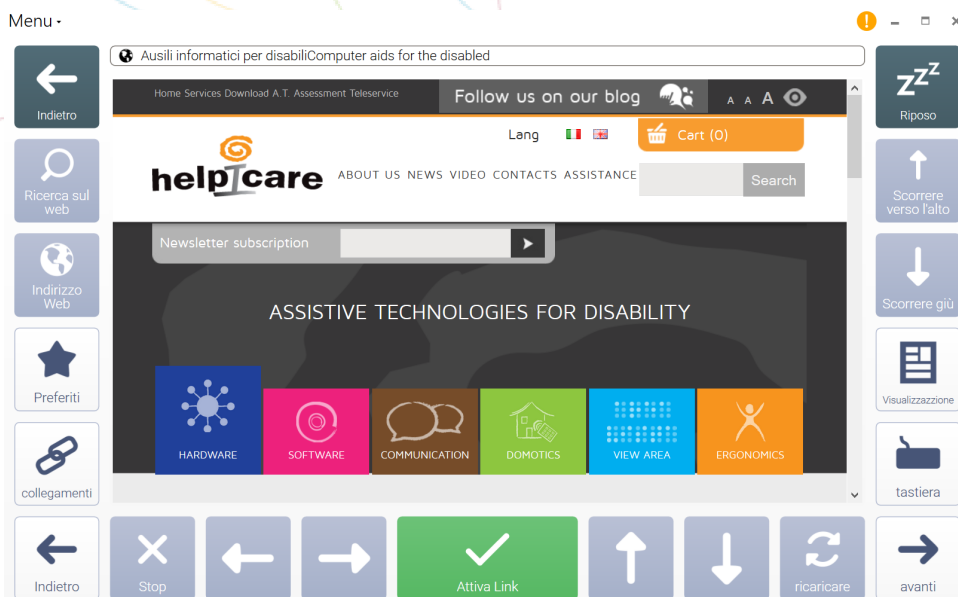 Menu
Ausili informatici per disabiliComputer aids for the disabled
Indietro
Ricerca sul
web
Indirizzo
Web
Preferiti
collegamenti
Indietro
Home Services Download A.T. Assessment Teleservice
Follow us on our blog
A A A
Lang
Cart (0)
helpicare
ABOUT US NEWS VIDEO CONTACTS ASSISTANCE
Search
Newsletter subscription
ASSISTIVE TECHNOLOGIES FOR DISABILITY
HARDWARE
SOFTWARE
COMMUNICATION
DOMOTICS
VIEW AREA
ERGONOMICS
zzz
Riposo
Scorrere
verso l'alto
Scorrere giù
Visualizzazzione
tastiera
Stop
Attiva Link
ricaricare
avanti